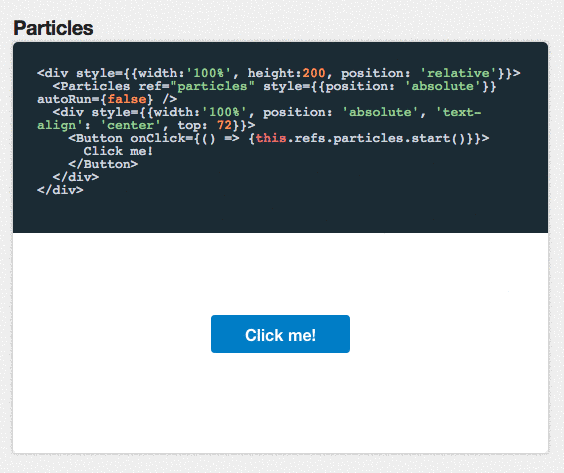 Particles
<div style={{width:'100%', height:200, position: 'relative'}}>
<Particles ref="particles" style={{position: 'absolute'}}
autoRun={false} />
<div style={{width:'100%', position: 'absolute', 'text-
align': 'center', top: 72}}>
<Button onClick={() => {this.refs.particles.start()}}>
Click me!
</Button>
</div>
</div>
Click me!